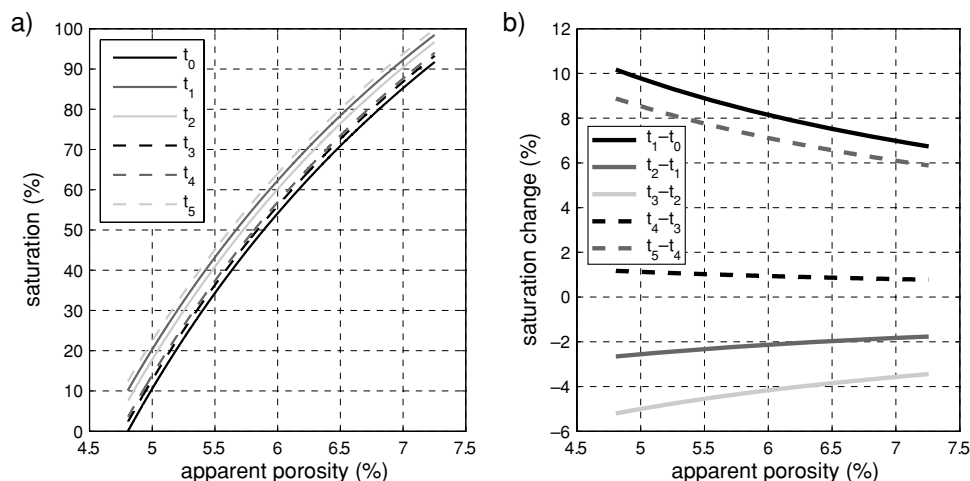 a)
100
90
80
70
60
50
40
30
20
10
0
saturation (%)
t0
t1
t2
t3
t4
t5
4.5 5 5.5 6 6.5 7 7.5
apparent porosity (%)
b)
12
10
8
6
4
2
0
−2
−4
−6
saturation change (%)
t1−t0
t2−t1
t3−t2
t4−t3
t5−t4
4.5 5 5.5 6 6.5 7 7.5
apparent porosity (%)